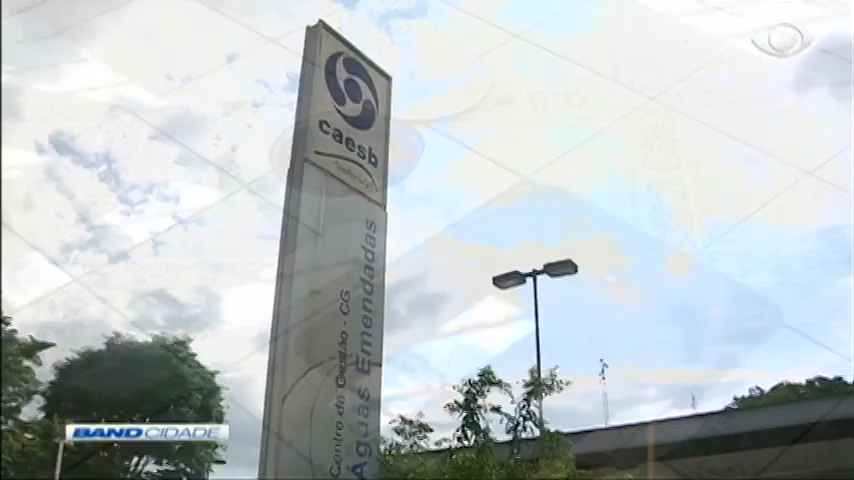 caesb
Centro de Gestão - CG
Águas Emendadas
BAND CIDADE